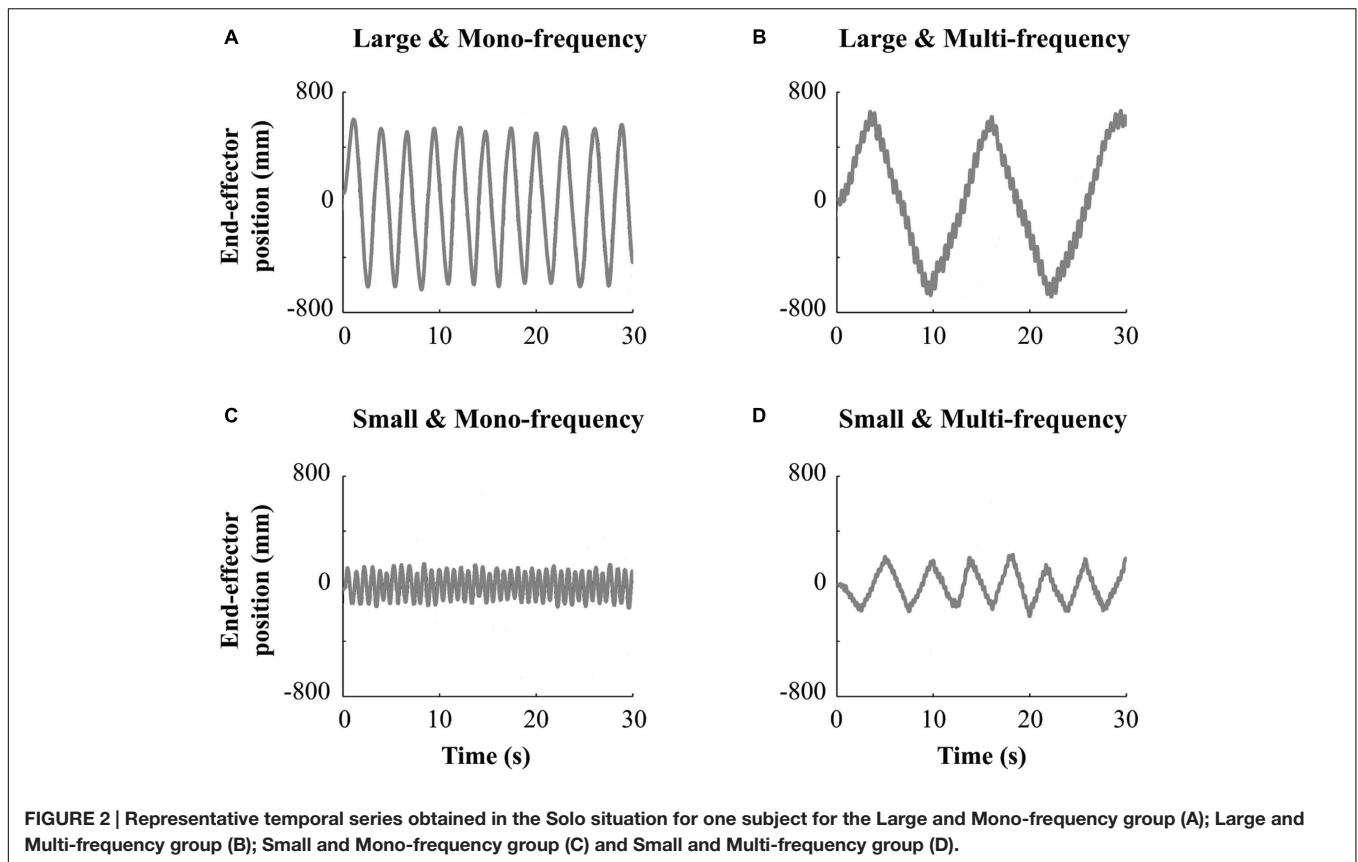 A Large & Mono-frequency
B Large & Multi-frequency
End-effector
position (mm)
800
0
-800
0 10 20 30
800
0
-800
0 10 20 30
C Small & Mono-frequency
D Small & Multi-frequency
End-effector
position (mm)
800
0
-800
0 10 20 30
Time (s)
800
0
-800
0 10 20 30
Time (s)
FIGURE 2 | Representative temporal series obtained in the Solo situation for one subject for the Large and Mono-frequency group (A); Large and
Multi-frequency group (B); Small and Mono-frequency group (C) and Small and Multi-frequency group (D).